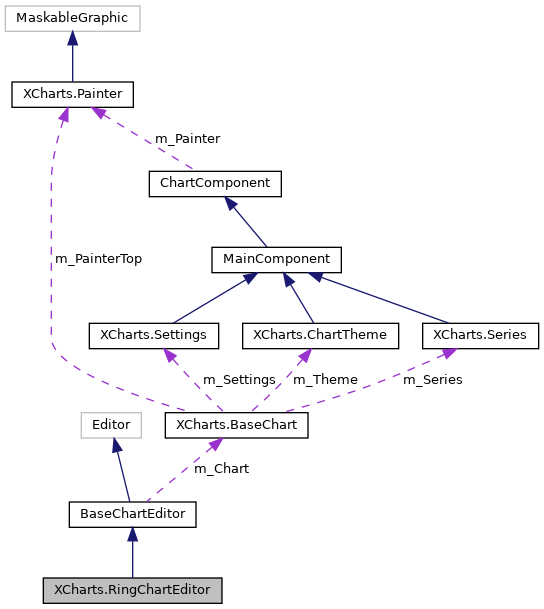 MaskableGraphic
XCharts.Painter
m_Painter
ChartComponent
m_PainterTop
MainComponent
XCharts.Settings
XCharts.ChartTheme
XCharts.Series
m_Settings
m_Theme
m_Series
Editor
XCharts.BaseChart
m_Chart
BaseChartEditor
XCharts.RingChartEditor